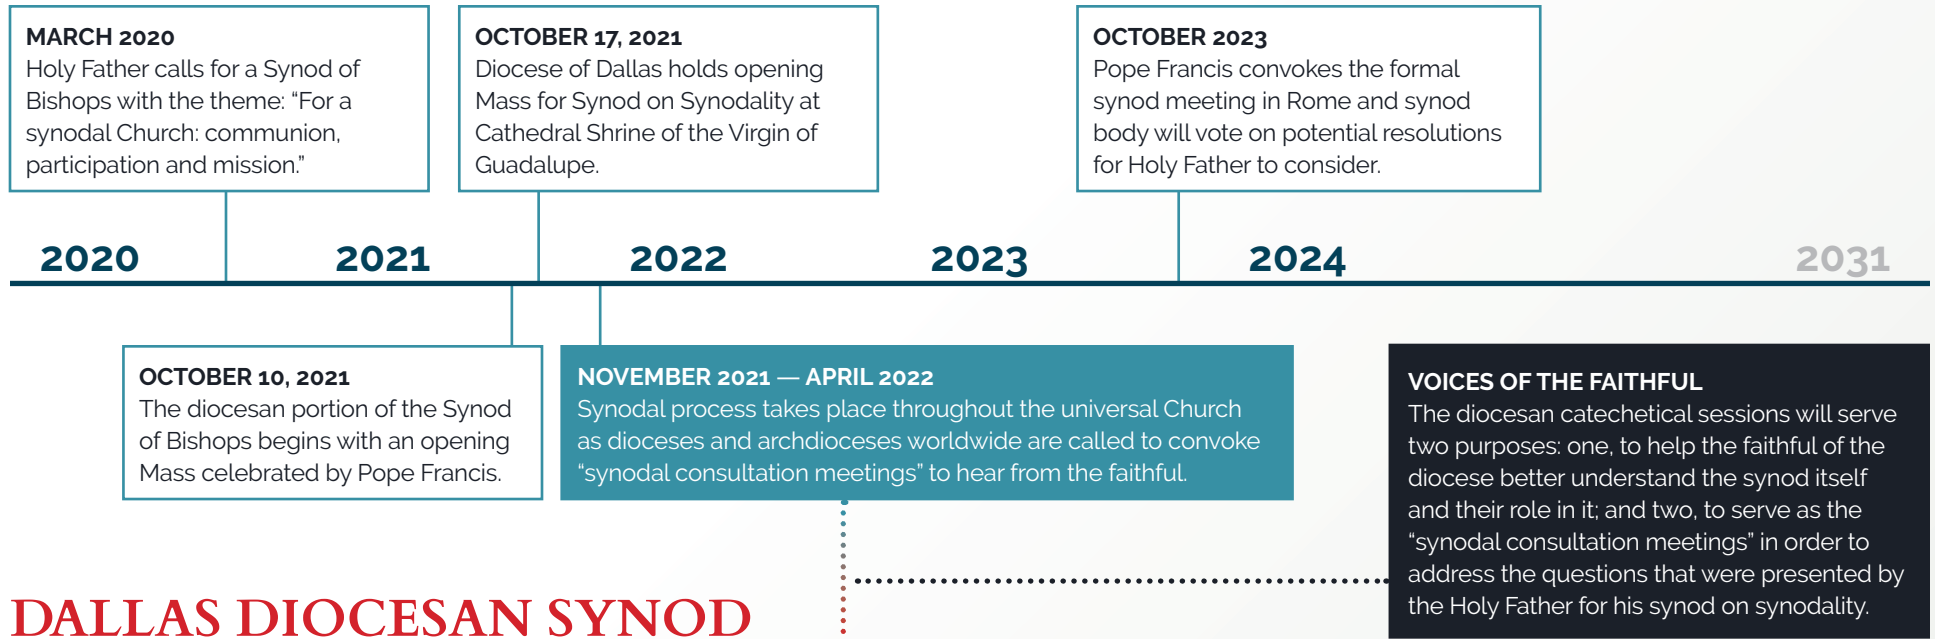 MARCH 2020
Holy Father calls for a Synod of
Bishops with the theme: “For a
synodal Church: communion,
participation and mission.”
OCTOBER 17, 2021
Diocese of Dallas holds opening
Mass for Synod on Synodality at
Cathedral Shrine of the Virgin of
Guadalupe.
OCTOBER 2023
Pope Francis convokes the formal
synod meeting in Rome and synod
body will vote on potential resolutions
for Holy Father to consider.
2020 2021 2022 2023 2024 2031
OCTOBER 10, 2021
The diocesan portion of the Synod
of Bishops begins with an opening
Mass celebrated by Pope Francis.
NOVEMBER 2021 — APRIL 2022
Synodal process takes place throughout the universal Church
as dioceses and archdioceses worldwide are called to convoke
“synodal consultation meetings” to hear from the faithful.
VOICES OF THE FAITHFUL
The diocesan catechetical sessions will serve
two purposes: one, to help the faithful of the
diocese better understand the synod itself
and their role in it; and two, to serve as the
“synodal consultation meetings” in order to
address the questions that were presented by
the Holy Father for his synod on synodality.
DALLAS DIOCESAN SYNOD